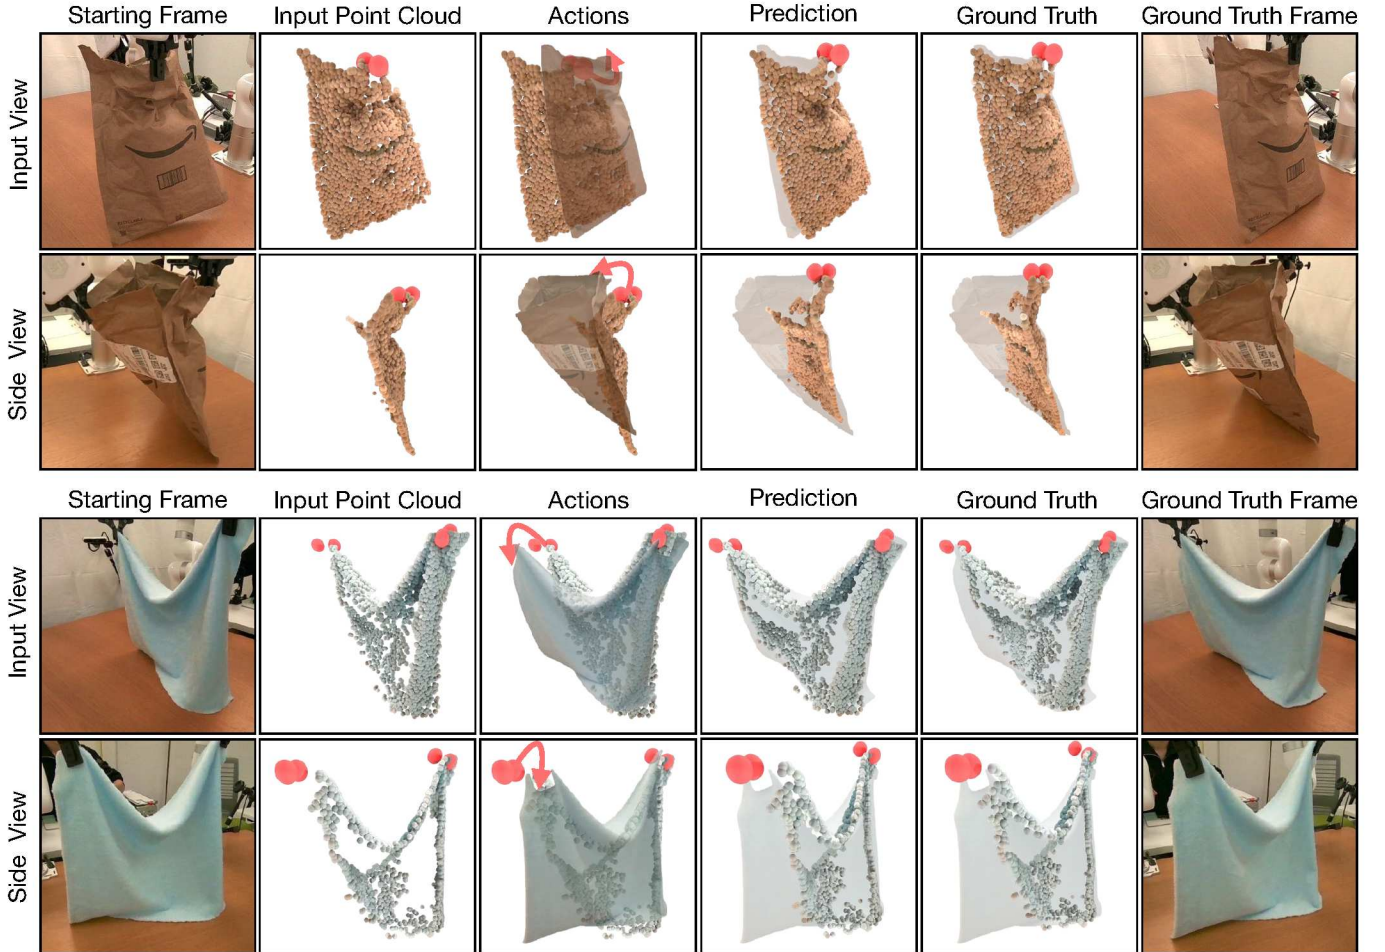 Starting Frame Input Point Cloud Actions Prediction Ground Truth Ground Truth Frame
Input View
Side View
Starting Frame Input Point Cloud Actions Prediction Ground Truth Ground Truth Frame
Input View
Side View